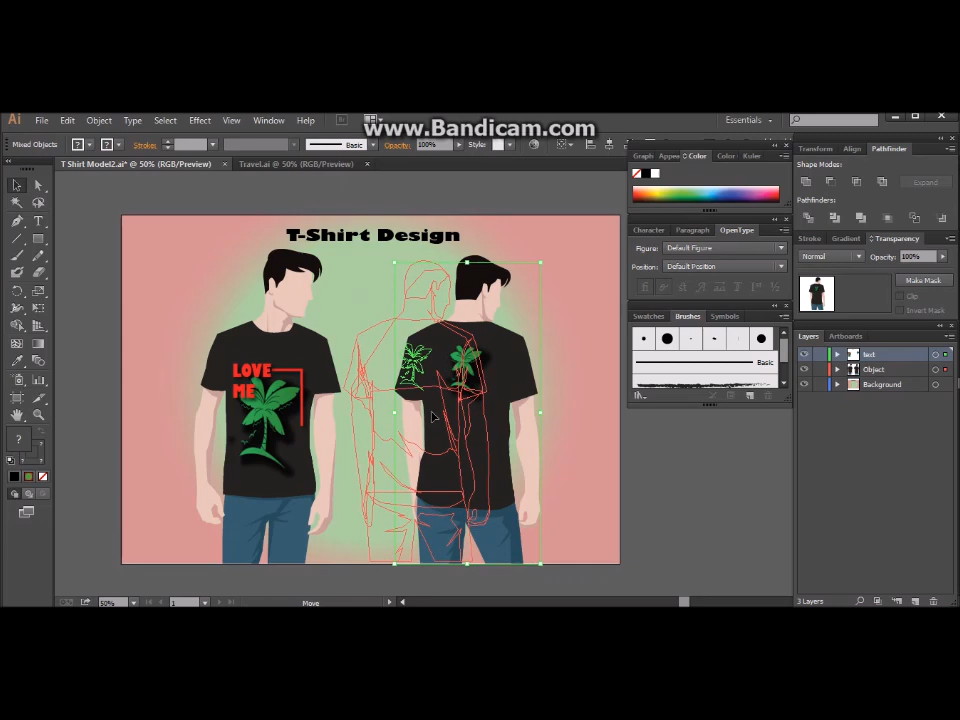 www.Bandicam.com
Ai File Edit Object Type Select Effect View Window Help Br Essentials
Mixed Objects Stroke: Basic Opacity: 100% Style:
T Shirt Model2.ai* @ 50% (RGB/Preview) × Travel.ai @ 50% (RGB/Preview) ×
Graph Appea Color Color Kuler
Transform Align Pathfinder
Shape Modes:
Expand
Pathfinders:
Character Paragraph OpenType
Figure: Default Figure
Position: Default Position
Stroke Gradient Transparency
Normal Opacity: 100%
Make Mask
Clip
Invert Mask
Swatches Brushes Symbols
Basic
Layers Artboards
text
Object
Background
T-Shirt Design
LOVE
ME
50% 1 Move
3 Layers